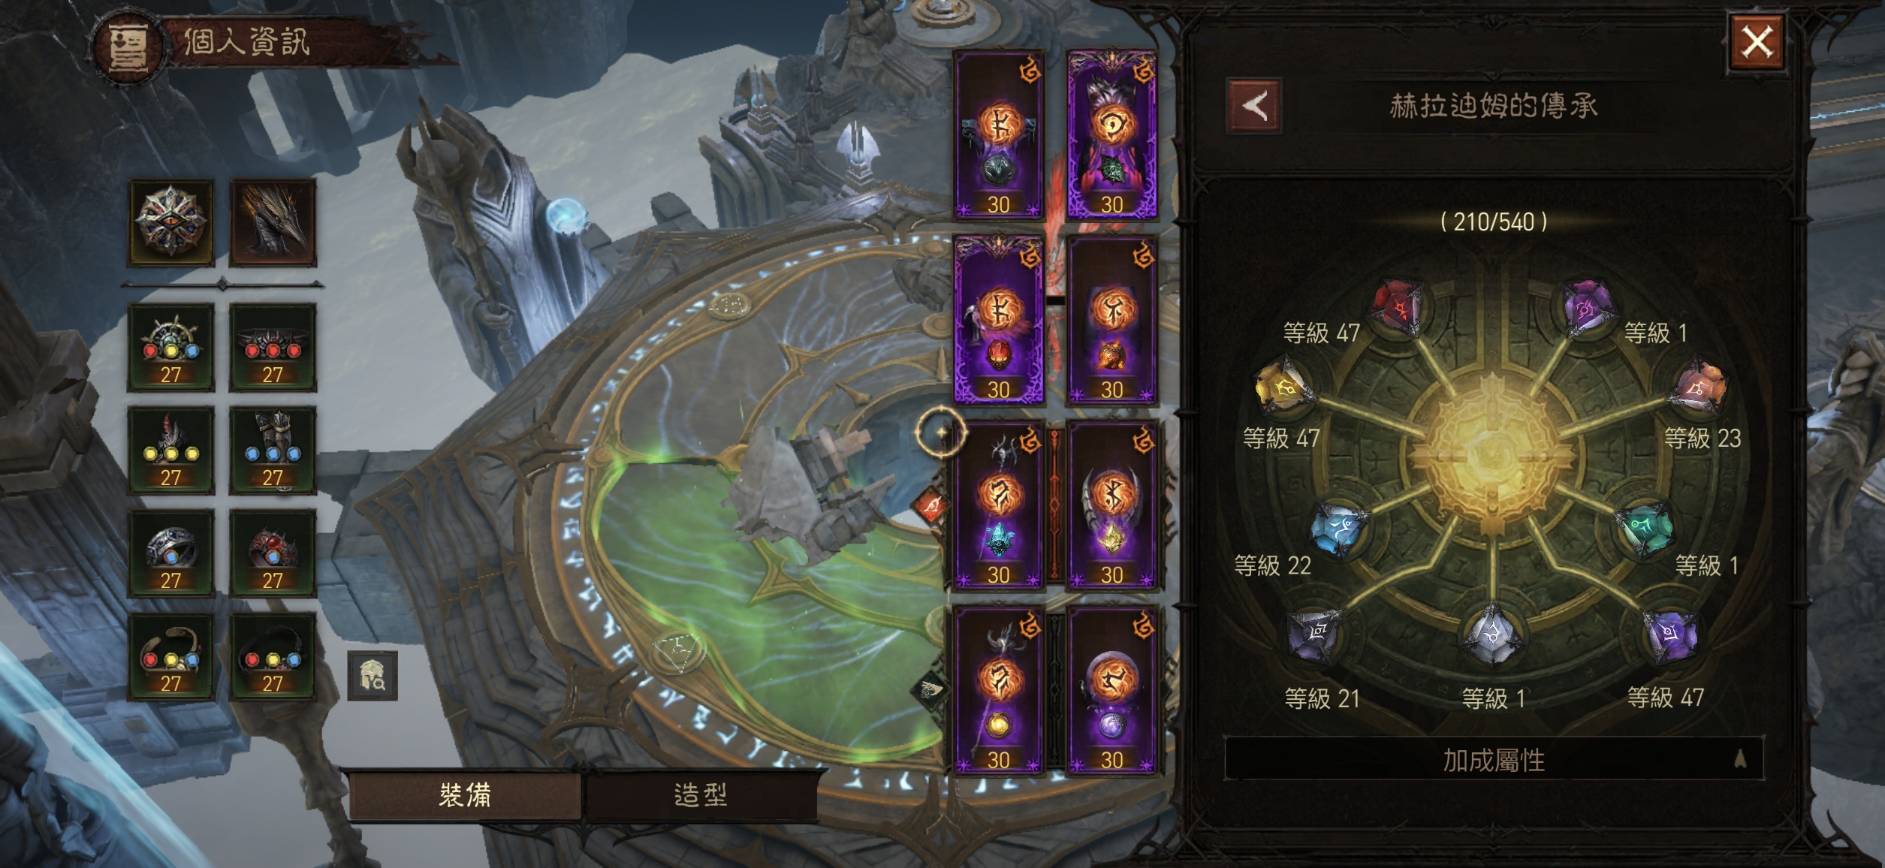 個人資訊
27 27
27 27
27 27
27 27
裝備 造型
30 30
30 30
30 30
30 30
赫拉迪姆的傳承
( 210/540 )
等級 47 等級 1
等級 47 等級 23
等級 22 等級 1
等級 21 等級 1 等級 47
加成屬性